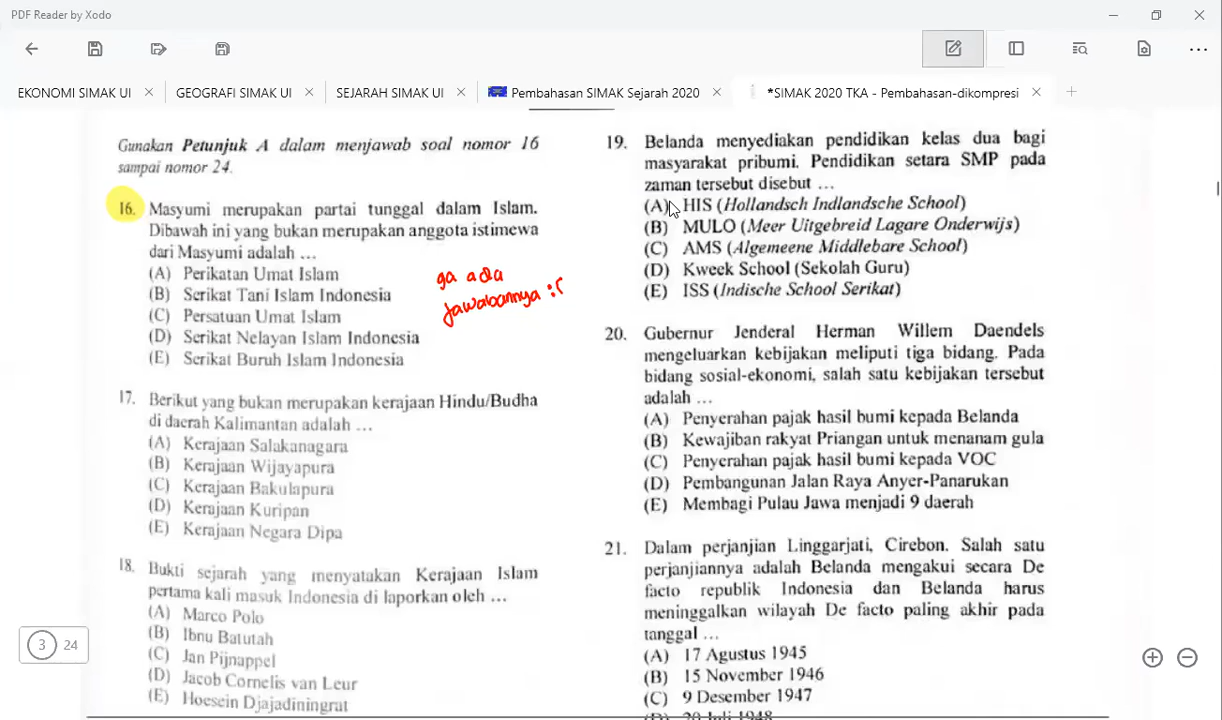 PDF Reader by Xodo
EKONOMI SIMAK UI
GEOGRAFI SIMAK UI
SEJARAH SIMAK UI
Pembahasan SIMAK Sejarah 2020
*SIMAK 2020 TKA - Pembahasan-dikompresi
Gunakan Petunjuk A dalam menjawab soal nomor 16
sampai nomor 24.
16. Masyumi merupakan partai tunggal dalam Islam.
Dibawah ini yang bukan merupakan anggota istimewa
dari Masyumi adalah ...
(A) Perikatan Umat Islam
(B) Serikat Tani Islam Indonesia
(C) Persatuan Umat Islam
(D) Serikat Nelayan Islam Indonesia
(E) Serikat Buruh Islam Indonesia
ga ada
jawabannya :(
17. Berikut yang bukan merupakan kerajaan Hindu/Budha
di daerah Kalimantan adalah ...
(A) Kerajaan Salakanagara
(B) Kerajaan Wijayapura
(C) Kerajaan Bakulapura
(D) Kerajaan Kuripan
(E) Kerajaan Negara Dipa
18. Bukti sejarah yang menyatakan Kerajaan Islam
pertama kali masuk Indonesia di laporkan oleh ...
(A) Marco Polo
(B) Ibnu Batutah
(C) Jan Pijnappel
(D) Jacob Cornelis van Leur
(E) Hoesein Djajadiningrat
19. Belanda menyediakan pendidikan kelas dua bagi
masyarakat pribumi. Pendidikan setara SMP pada
zaman tersebut disebut ...
(A) HIS (Hollandsch Indlandsche School)
(B) MULO (Meer Uitgebreid Lagare Onderwijs)
(C) AMS (Algemeene Middlebare School)
(D) Kweek School (Sekolah Guru)
(E) ISS (Indische School Serikat)
20. Gubernur Jenderal Herman Willem Daendels
mengeluarkan kebijakan meliputi tiga bidang. Pada
bidang sosial-ekonomi, salah satu kebijakan tersebut
adalah ...
(A) Penyerahan pajak hasil bumi kepada Belanda
(B) Kewajiban rakyat Priangan untuk menanam gula
(C) Penyerahan pajak hasil bumi kepada VOC
(D) Pembangunan Jalan Raya Anyer-Panarukan
(E) Membagi Pulau Jawa menjadi 9 daerah
21. Dalam perjanjian Linggarjati, Cirebon. Salah satu
perjanjiannya adalah Belanda mengakui secara De
facto republik Indonesia dan Belanda harus
meninggalkan wilayah De facto paling akhir pada
tanggal ...
(A) 17 Agustus 1945
(B) 15 November 1946
(C) 9 Desember 1947
(D) 20 Juli 1948
3 24